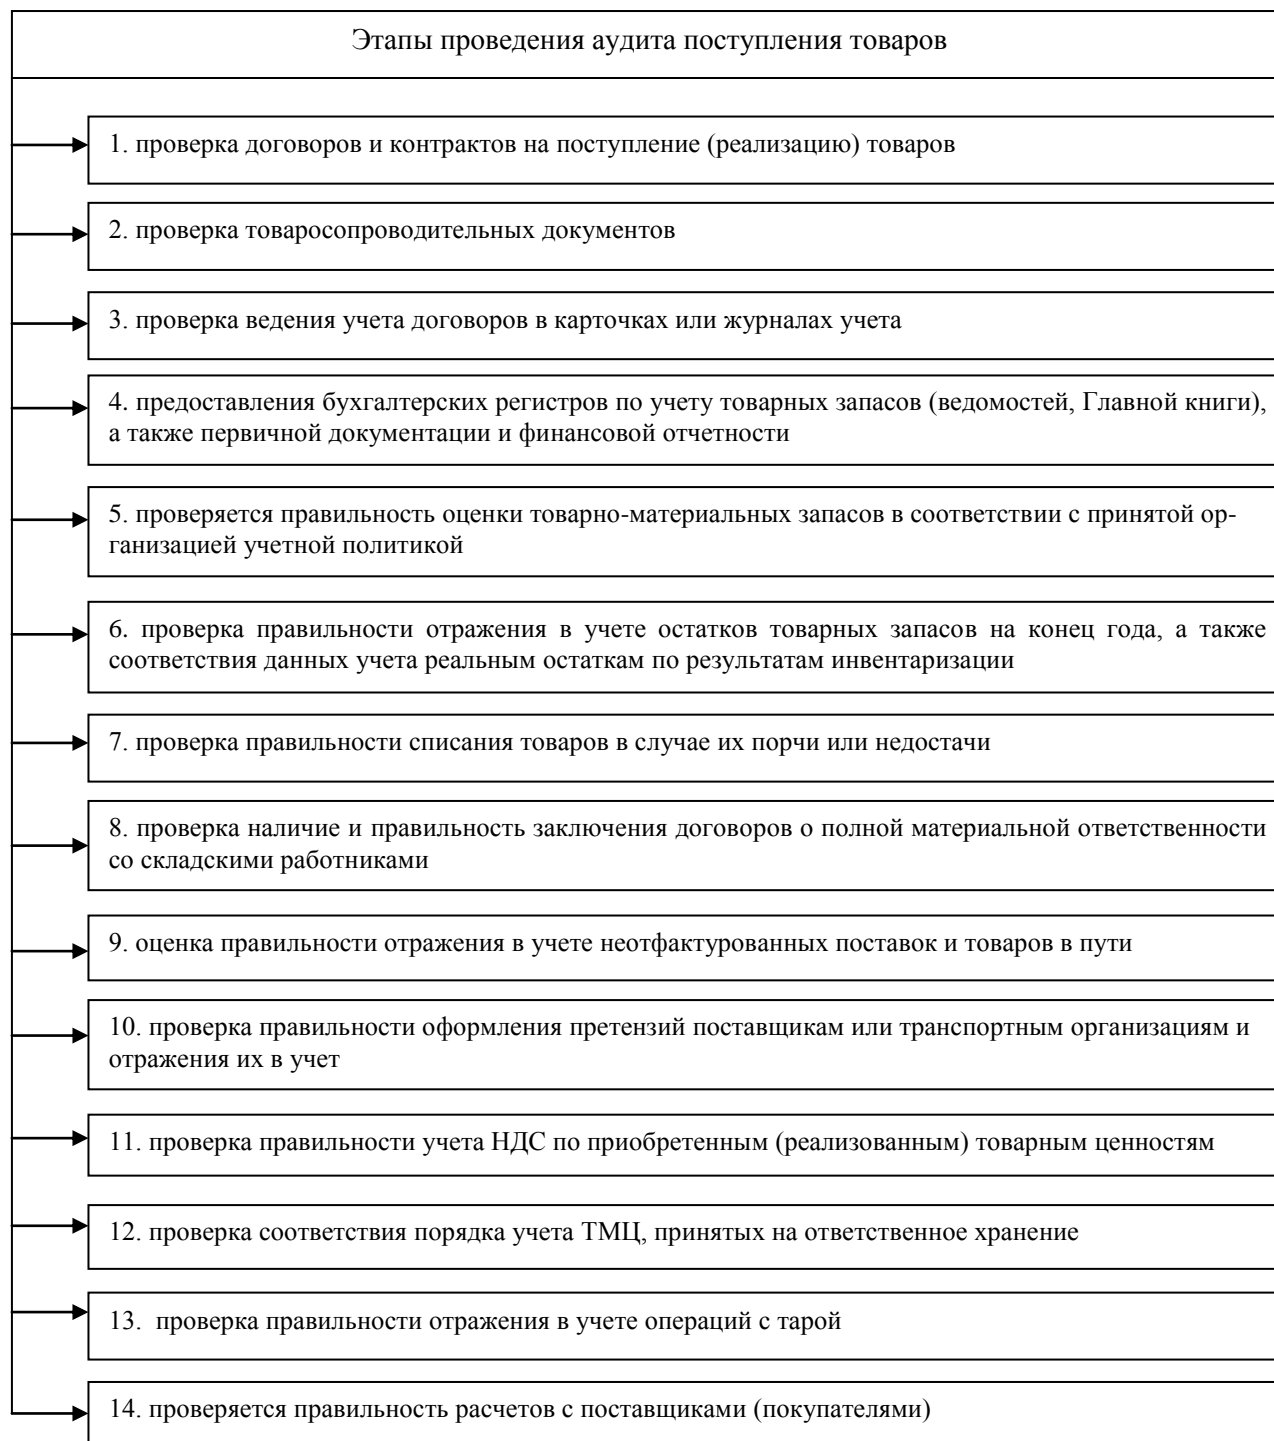 Этапы проведения аудита поступления товаров
1. проверка договоров и контрактов на поступление (реализацию) товаров
2. проверка товаросопроводительных документов
3. проверка ведения учета договоров в карточках или журналах учета
4. предоставления бухгалтерских регистров по учету товарных запасов (ведомостей, Главной книги),
а также первичной документации и финансовой отчетности
5. проверяется правильность оценки товарно-материальных запасов в соответствии с принятой ор-
ганизацией учетной политикой
6. проверка правильности отражения в учете остатков товарных запасов на конец года, а также
соответствия данных учета реальным остаткам по результатам инвентаризации
7. проверка правильности списания товаров в случае их порчи или недостачи
8. проверка наличие и правильность заключения договоров о полной материальной ответственности
со складскими работниками
9. оценка правильности отражения в учете неотфактурованных поставок и товаров в пути
10. проверка правильности оформления претензий поставщикам или транспортным организациям и
отражения их в учет
11. проверка правильности учета НДС по приобретенным (реализованным) товарным ценностям
12. проверка соответствия порядка учета ТМЦ, принятых на ответственное хранение
13. проверка правильности отражения в учете операций с тарой
14. проверяется правильность расчетов с поставщиками (покупателями)